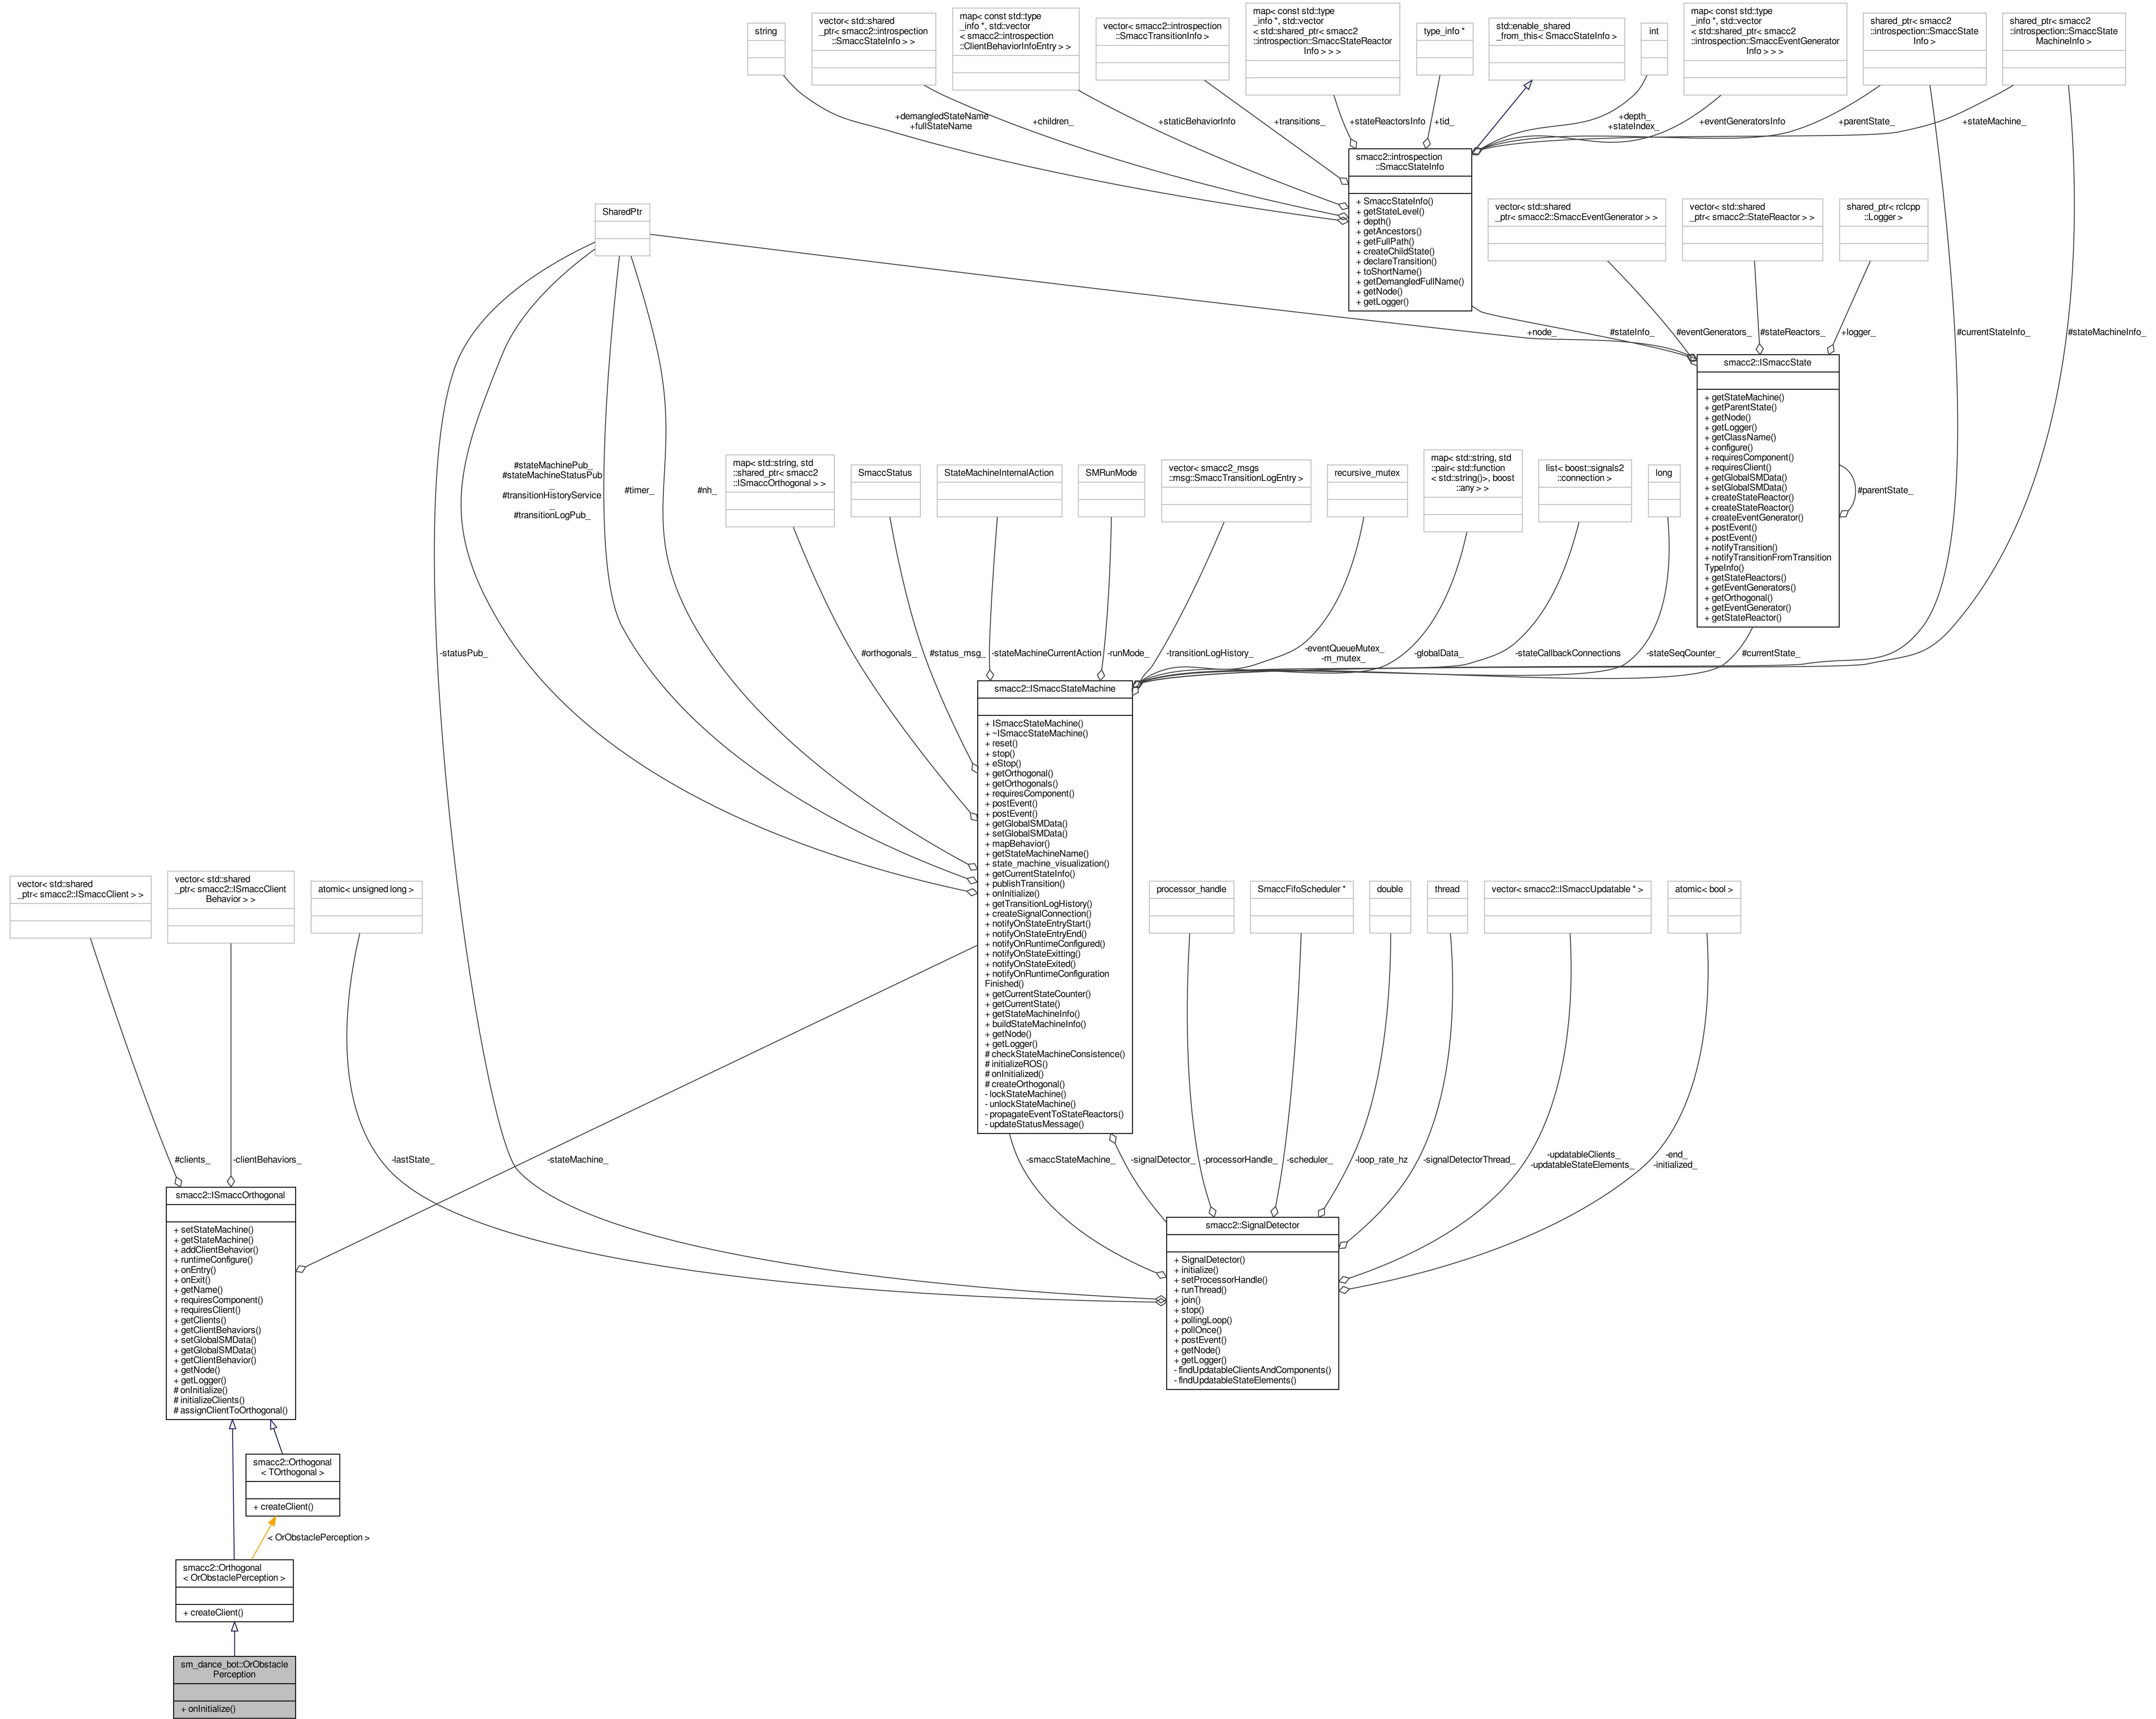 string
vector< std::shared
_ptr< smacc2::introspection
::SmaccStateInfo > >
map< const std::type
_info *, std::vector
< smacc2::introspection
::ClientBehaviorInfoEntry > >
vector< smacc2::introspection
::SmaccTransitionInfo >
map< const std::type
_info *, std::vector
< std::shared_ptr< smacc2
::introspection::SmaccStateReactor
Info > > >
type_info *
std::enable_shared
_from_this< SmaccStateInfo >
int
map< const std::type
_info *, std::vector
< std::shared_ptr< smacc2
::introspection::SmaccEventGenerator
Info > > >
shared_ptr< smacc2
::introspection::SmaccState
Info >
shared_ptr< smacc2
::introspection::SmaccState
MachineInfo >
+demangledStateName
+fullStateName
+children_
+staticBehaviorInfo
+transitions_
+stateReactorsInfo
+tid_
+depth_
+stateIndex_
+eventGeneratorsInfo
+parentState_
+stateMachine_
smacc2::introspection
::SmaccStateInfo
+ SmaccStateInfo()
+ getStateLevel()
+ depth()
+ getAncestors()
+ getFullPath()
+ createChildState()
+ declareTransition()
+ toShortName()
+ getDemangledFullName()
+ getNode()
+ getLogger()
SharedPtr
vector< std::shared
_ptr< smacc2::SmaccEventGenerator > >
vector< std::shared
_ptr< smacc2::StateReactor > >
shared_ptr< rclcpp
::Logger >
+node_
#stateInfo_
#eventGenerators_
#stateReactors_
+logger_
#currentStateInfo_
#stateMachineInfo_
smacc2::ISmaccState
+ getStateMachine()
+ getParentState()
+ getNode()
+ getLogger()
+ getClassName()
+ configure()
+ requiresComponent()
+ requiresClient()
+ getGlobalSMData()
+ setGlobalSMData()
+ createStateReactor()
+ createStateReactor()
+ createEventGenerator()
+ postEvent()
+ postEvent()
+ notifyTransition()
+ notifyTransitionFromTransition
TypeInfo()
+ getStateReactors()
+ getEventGenerators()
+ getOrthogonal()
+ getEventGenerator()
+ getStateReactor()
#parentState_
#stateMachinePub_
#stateMachineStatusPub
_
#transitionHistoryService
_
#transitionLogPub_
#timer_
#nh_
map< std::string, std
::shared_ptr< smacc2
::ISmaccOrthogonal > >
SmaccStatus
StateMachineInternalAction
SMRunMode
vector< smacc2_msgs
::msg::SmaccTransitionLogEntry >
recursive_mutex
map< std::string, std
::pair< std::function
< std::string()>, boost
::any > >
list< boost::signals2
::connection >
long
-statusPub_
#orthogonals_
#status_msg_
-stateMachineCurrentAction
-runMode_
-transitionLogHistory_
-eventQueueMutex_
-m_mutex_
-globalData_
-stateCallbackConnections
-stateSeqCounter_
#currentState_
smacc2::ISmaccStateMachine
+ ISmaccStateMachine()
+ ~ISmaccStateMachine()
+ reset()
+ stop()
+ eStop()
+ getOrthogonal()
+ getOrthogonals()
+ requiresComponent()
+ postEvent()
+ postEvent()
+ getGlobalSMData()
+ setGlobalSMData()
+ mapBehavior()
+ getStateMachineName()
+ state_machine_visualization()
+ getCurrentStateInfo()
+ publishTransition()
+ onInitialize()
+ getTransitionLogHistory()
+ createSignalConnection()
+ notifyOnStateEntryStart()
+ notifyOnStateEntryEnd()
+ notifyOnRuntimeConfigured()
+ notifyOnStateExitting()
+ notifyOnStateExited()
+ notifyOnRuntimeConfiguration
Finished()
+ getCurrentStateCounter()
+ getCurrentState()
+ getStateMachineInfo()
+ buildStateMachineInfo()
+ getNode()
+ getLogger()
# checkStateMachineConsistence()
# initializeROS()
# onInitialized()
# createOrthogonal()
- lockStateMachine()
- unlockStateMachine()
- propagateEventToStateReactors()
- updateStatusMessage()
vector< std::shared
_ptr< smacc2::ISmaccClient > >
vector< std::shared
_ptr< smacc2::ISmaccClient
Behavior > >
atomic< unsigned long >
processor_handle
SmaccFifoScheduler *
double
thread
vector< smacc2::ISmaccUpdatable * >
atomic< bool >
#clients_
-clientBehaviors_
-lastState_
-stateMachine_
-smaccStateMachine_
-signalDetector_
-processorHandle_
-scheduler_
-loop_rate_hz
-signalDetectorThread_
-updatableClients_
-updatableStateElements_
-end_
-initialized_
smacc2::ISmaccOrthogonal
+ setStateMachine()
+ getStateMachine()
+ addClientBehavior()
+ runtimeConfigure()
+ onEntry()
+ onExit()
+ getName()
+ requiresComponent()
+ requiresClient()
+ getClients()
+ getClientBehaviors()
+ setGlobalSMData()
+ getGlobalSMData()
+ getClientBehavior()
+ getNode()
+ getLogger()
# onInitialize()
# initializeClients()
# assignClientToOrthogonal()
smacc2::SignalDetector
+ SignalDetector()
+ initialize()
+ setProcessorHandle()
+ runThread()
+ join()
+ stop()
+ pollingLoop()
+ pollOnce()
+ postEvent()
+ getNode()
+ getLogger()
- findUpdatableClientsAndComponents()
- findUpdatableStateElements()
smacc2::Orthogonal
< TOrthogonal >
+ createClient()
< OrObstaclePerception >
smacc2::Orthogonal
< OrObstaclePerception >
+ createClient()
sm_dance_bot::OrObstacle
Perception
+ onInitialize()